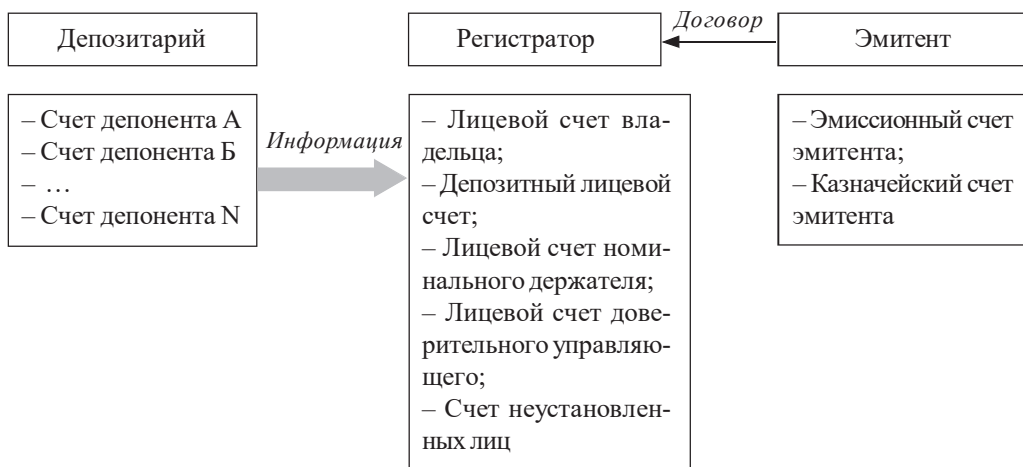 Депозитарий
Регистратор
Договор
Эмитент
– Счет депонента А
– Счет депонента Б
– …
– Счет депонента N
Информация
– Лицевой счет вла-
дельца;
– Депозитный лицевой
счет;
– Лицевой счет номи-
нального держателя;
– Лицевой счет дове-
рительного управляю-
щего;
– Счет неустановлен-
ных лиц
– Эмиссионный счет
эмитента;
– Казначейский счет
эмитента